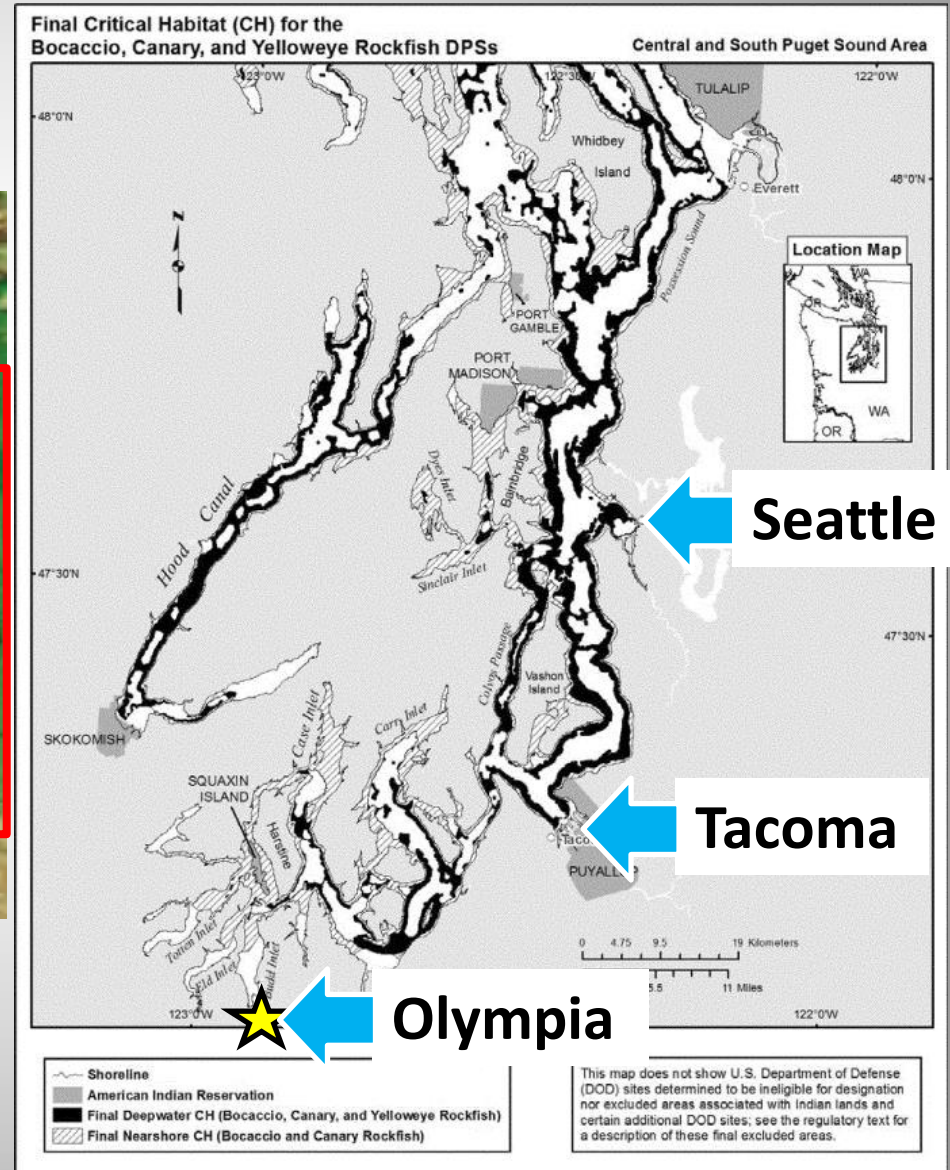 Final Critical Habitat (CH) for the
Bocaccio, Canary, and Yelloweye Rockfish DPSs
Central and South Puget Sound Area
123°0'W
122°30'W
122°0'W
TULALIP
48°0'N
Whidbey
Island
48°0'N
Everett
N
Possession Sound
Location Map
WA
OR
WA
OR
PORT
GAMBLE
PORT
MADISON
Bainbridge
Dyes Inlet
Hood Canal
Seattle
Sinclair Inlet
47°30'N
47°30'N
Colvos Passage
Vashon
Island
Case Inlet
Carr Inlet
SKOKOMISH
SQUAXIN
ISLAND
Harstine
Tacoma
PUYALLUP
Totten Inlet
Eld Inlet
Budd Inlet
0 4.75 9.5 19 Kilometers
5.5 11 Miles
123°0'W
Olympia
122°0'W
Shoreline
American Indian Reservation
Final Deepwater CH (Bocaccio, Canary, and Yelloweye Rockfish)
Final Nearshore CH (Bocaccio and Canary Rockfish)
This map does not show U.S. Department of Defense
(DOD) sites determined to be ineligible for designation
nor excluded areas associated with Indian lands and
certain additional DOD sites; see the regulatory text for
a description of these final excluded areas.